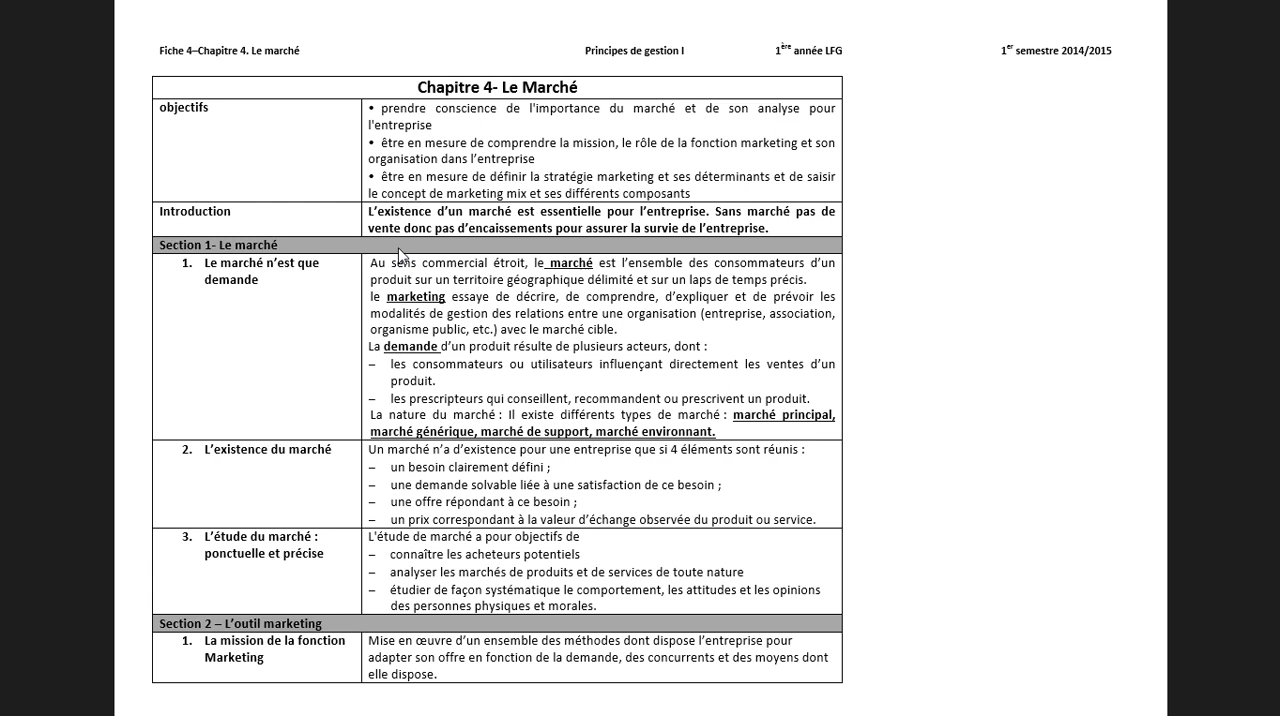 Fiche 4–Chapitre 4. Le marché Principes de gestion I 1ère année LFG 1er semestre 2014/2015
Chapitre 4- Le Marché
objectifs
• prendre conscience de l'importance du marché et de son analyse pour
l'entreprise
• être en mesure de comprendre la mission, le rôle de la fonction marketing et son
organisation dans l’entreprise
• être en mesure de définir la stratégie marketing et ses déterminants et de saisir
le concept de marketing mix et ses différents composants
Introduction
L’existence d’un marché est essentielle pour l’entreprise. Sans marché pas de
vente donc pas d’encaissements pour assurer la survie de l’entreprise.
Section 1- Le marché
1. Le marché n’est que
demande
Au sens commercial étroit, le marché est l’ensemble des consommateurs d’un
produit sur un territoire géographique délimité et sur un laps de temps précis.
le marketing essaye de décrire, de comprendre, d’expliquer et de prévoir les
modalités de gestion des relations entre une organisation (entreprise, association,
organisme public, etc.) avec le marché cible.
La demande d’un produit résulte de plusieurs acteurs, dont :
– les consommateurs ou utilisateurs influençant directement les ventes d’un
produit.
– les prescripteurs qui conseillent, recommandent ou prescrivent un produit.
La nature du marché : Il existe différents types de marché : marché principal,
marché générique, marché de support, marché environnant.
2. L’existence du marché
Un marché n’a d’existence pour une entreprise que si 4 éléments sont réunis :
– un besoin clairement défini ;
– une demande solvable liée à une satisfaction de ce besoin ;
– une offre répondant à ce besoin ;
– un prix correspondant à la valeur d’échange observée du produit ou service.
3. L’étude du marché :
ponctuelle et précise
L'étude de marché a pour objectifs de
– connaître les acheteurs potentiels
– analyser les marchés de produits et de services de toute nature
– étudier de façon systématique le comportement, les attitudes et les opinions
des personnes physiques et morales.
Section 2 – L’outil marketing
1. La mission de la fonction
Marketing
Mise en œuvre d’un ensemble des méthodes dont dispose l’entreprise pour
adapter son offre en fonction de la demande, des concurrents et des moyens dont
elle dispose.